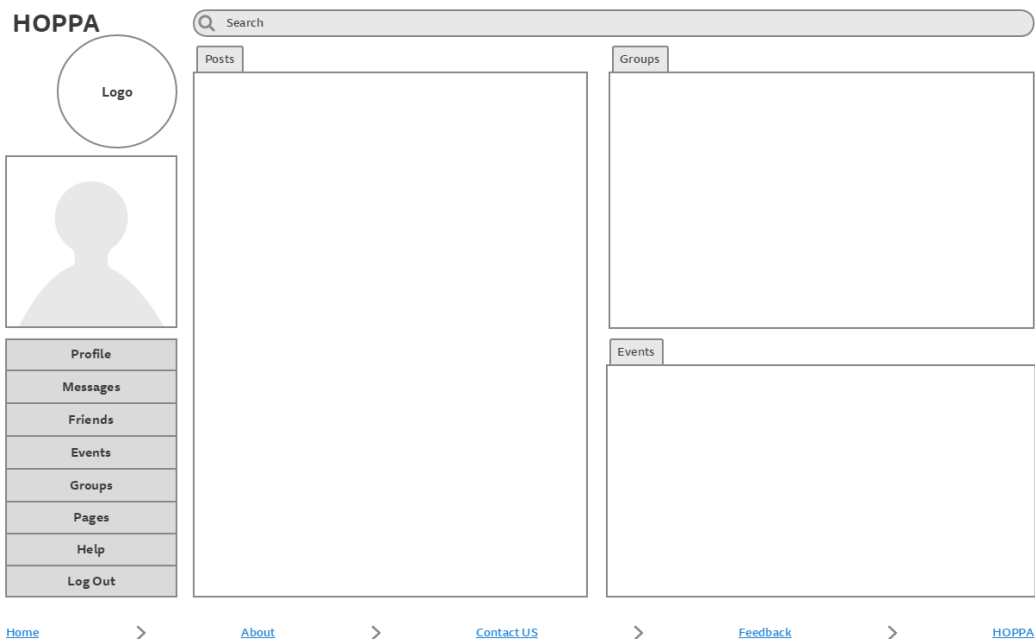 HOPPA
Search
Logo
Posts
Groups
Events
Profile
Messages
Friends
Events
Groups
Pages
Help
Log Out
Home
About
Contact US
Feedback
HOPPA